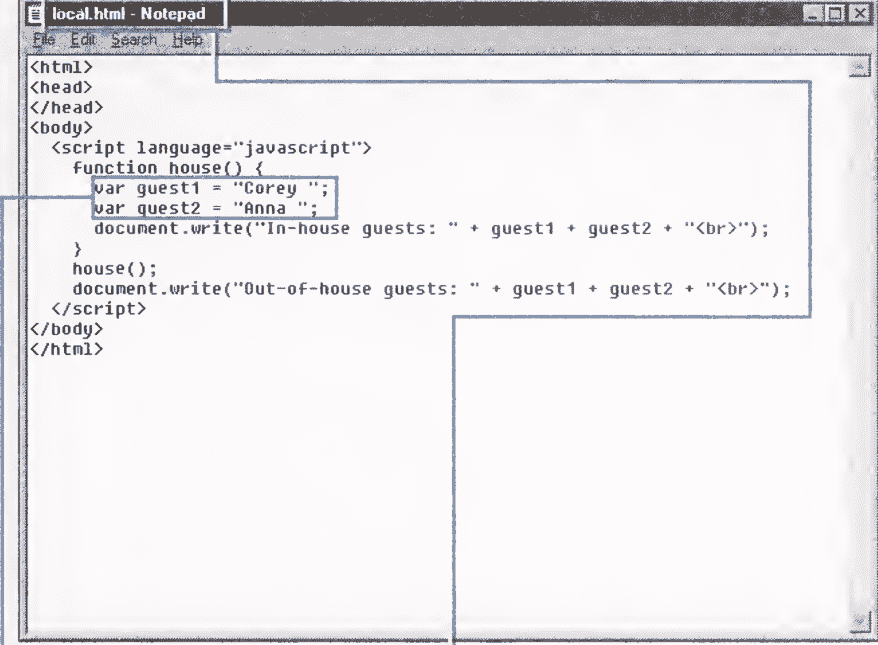 local.html - Notepad
File Edit Search Help
<html>
<head>
</head>
<body>
  <script language="javascript">
    function house() {
      var guest1 = "Corey ";
      var guest2 = "Anna ";
      document.write("In-house guests: " + guest1 + guest2 + "<br>");
    }
    house();
    document.write("Out-of-house guests: " + guest1 + guest2 + "<br>");
  </script>
</body>
</html>